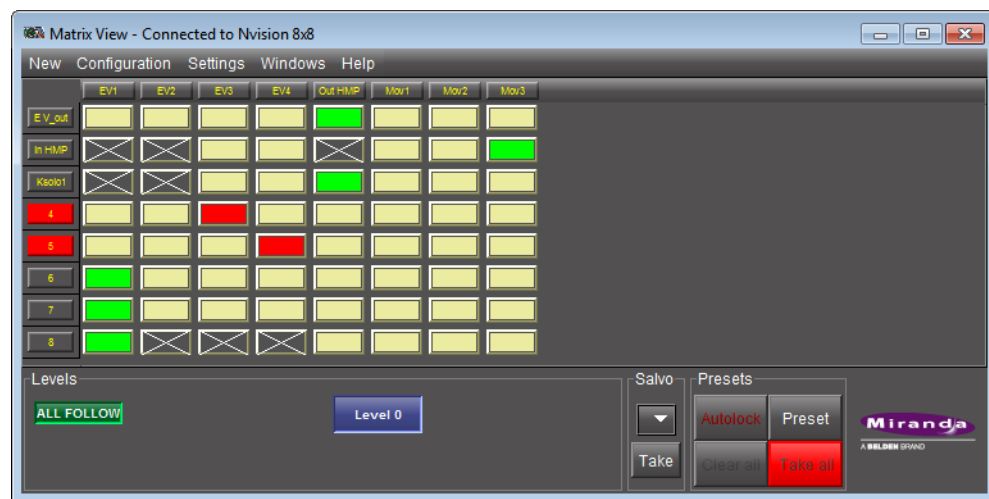 Matrix View - Connected to Nvision 8x8
New Configuration Settings Windows Help
EV1 EV2 EV3 EV4 Out HMP Mov1 Mov2 Mov3
E V_out
In HMP
Ksolo1
4
5
6
7
8
Levels
ALL FOLLOW
Level 0
Salvo
Take
Presets
Autolock Preset
Clear all Take all
Miranda
A BELDEN BRAND